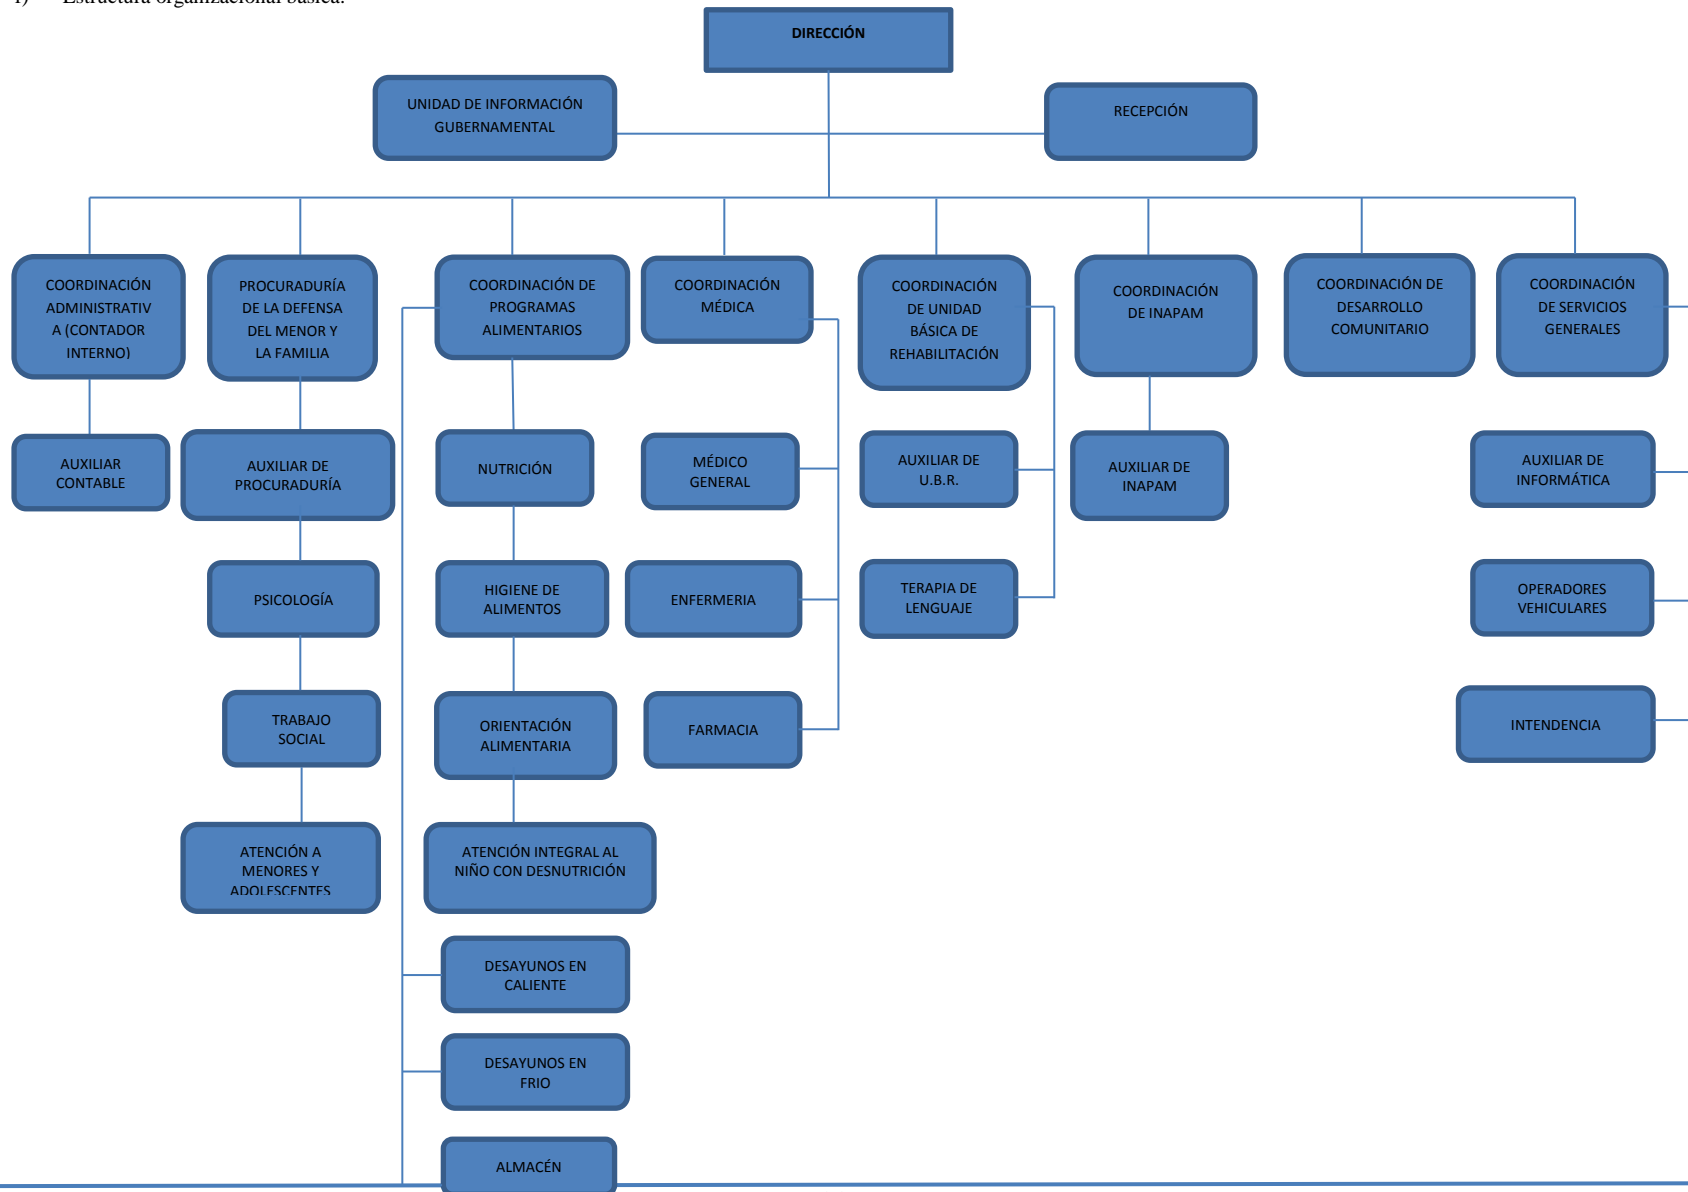 Estructura organizacional básica.
DIRECCIÓN
UNIDAD DE INFORMACIÓN
GUBERNAMENTAL
RECEPCIÓN
COORDINACIÓN
ADMINISTRATIV
A (CONTADOR
INTERNO)
PROCURADURÍA
DE LA DEFENSA
DEL MENOR Y
LA FAMILIA
COORDINACIÓN DE
PROGRAMAS
ALIMENTARIOS
COORDINACIÓN
MÉDICA
COORDINACIÓN
DE UNIDAD
BÁSICA DE
REHABILITACIÓN
COORDINACIÓN
DE INAPAM
COORDINACIÓN DE
DESARROLLO
COMUNITARIO
COORDINACIÓN
DE SERVICIOS
GENERALES
AUXILIAR
CONTABLE
AUXILIAR DE
PROCURADURÍA
NUTRICIÓN
MÉDICO
GENERAL
AUXILIAR DE
U.B.R.
AUXILIAR DE
INAPAM
AUXILIAR DE
INFORMÁTICA
PSICOLOGÍA
HIGIENE DE
ALIMENTOS
ENFERMERIA
TERAPIA DE
LENGUAJE
OPERADORES
VEHICULARES
TRABAJO
SOCIAL
ORIENTACIÓN
ALIMENTARIA
FARMACIA
INTENDENCIA
ATENCIÓN A
MENORES Y
ADOLESCENTES
ATENCIÓN INTEGRAL AL
NIÑO CON DESNUTRICIÓN
DESAYUNOS EN
CALIENTE
DESAYUNOS EN
FRIO
ALMACÉN